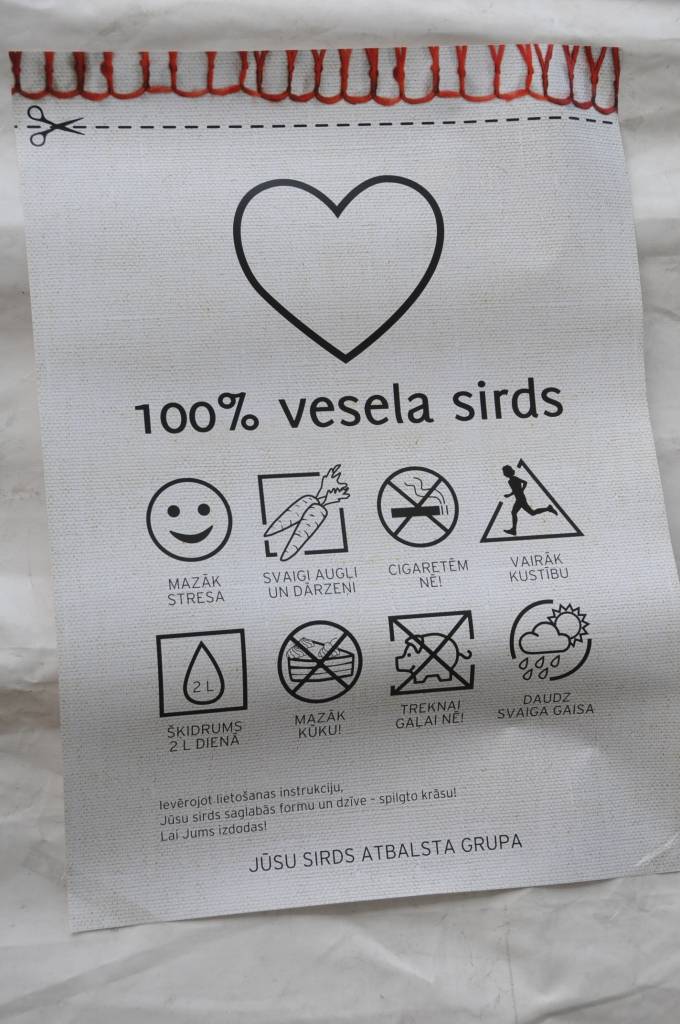 100% vesela sirds
MAZĀK
STRESA
SVAIGI AUGĻI
UN DĀRZEŅI
CIGARETĒM
NĒ!
VAIRĀK
KUSTĪBU
2 L
ŠĶIDRUMS
2 L DIENĀ
MAZĀK
KŪKU!
TREKNAI
GAĻAI NĒ!
DAUDZ
SVAIGA GAISA
Ievērojot lietošanas instrukciju,
Jūsu sirds saglabās formu un dzīve - spilgto krāsu!
Lai Jums izdodas!
JŪSU SIRDS ATBALSTA GRUPA